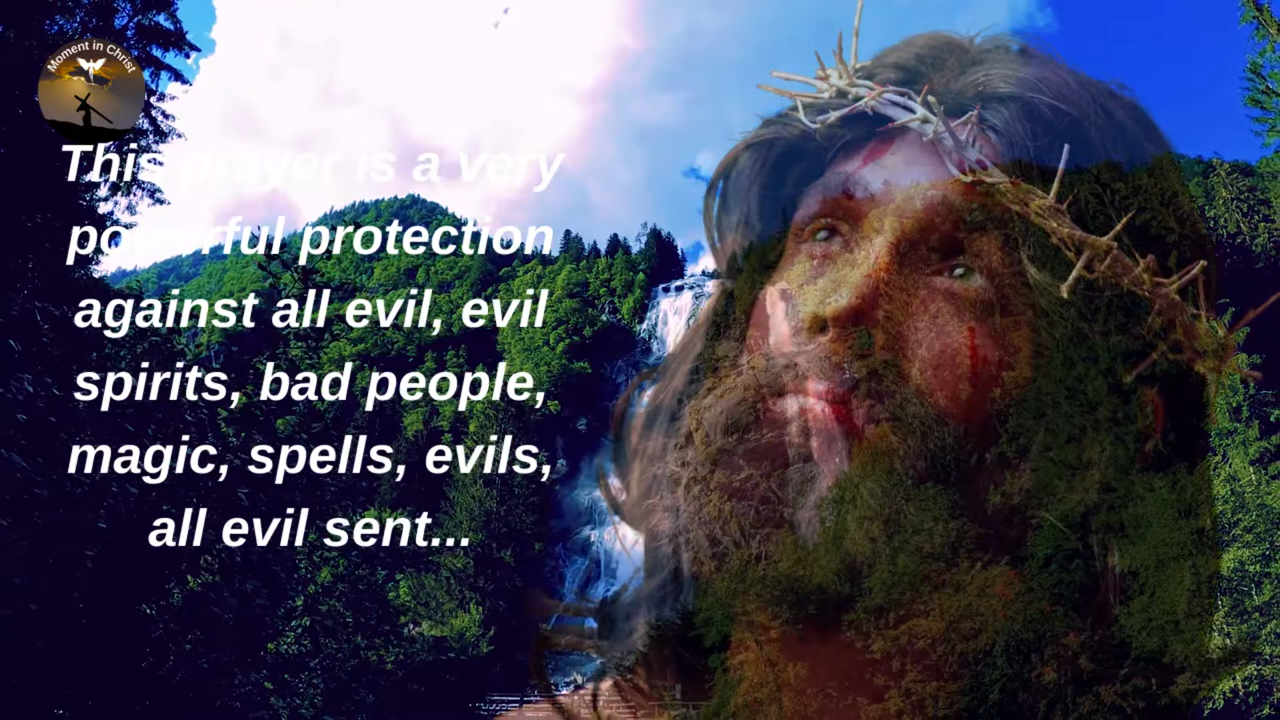 Moment in Christ
This prayer is a very
powerful protection
against all evil, evil
spirits, bad people,
magic, spells, evils,
all evil sent...